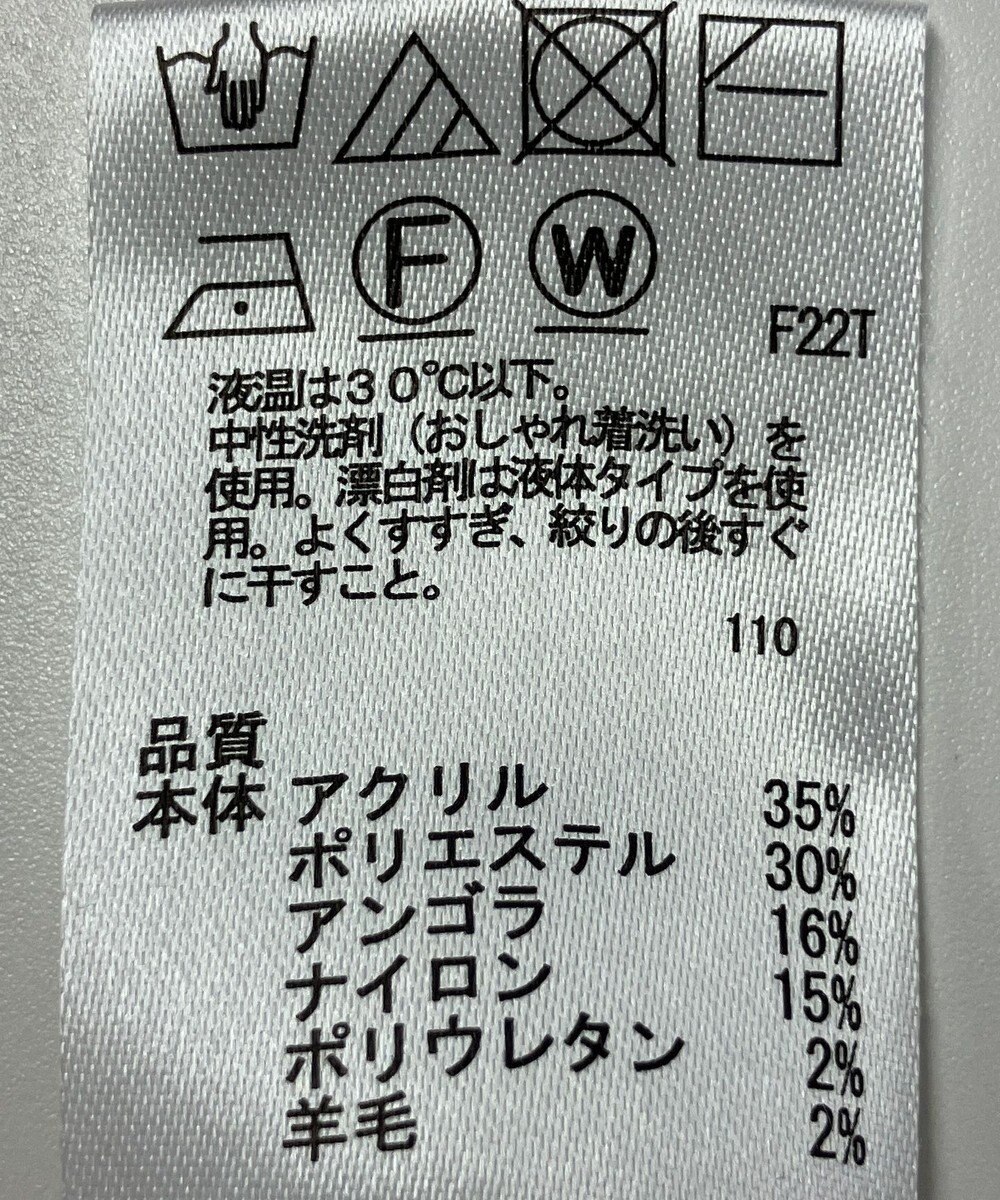 F
W
F22T
液温は30℃以下。
中性洗剤（おしゃれ着洗い）を
使用。漂白剤は液体タイプを使
用。よくすすぎ、絞りの後すぐ
に干すこと。
110
品質
本体 アクリル 35%
ポリエステル 30%
アンゴラ 16%
ナイロン 15%
ポリウレタン 2%
羊毛 2%